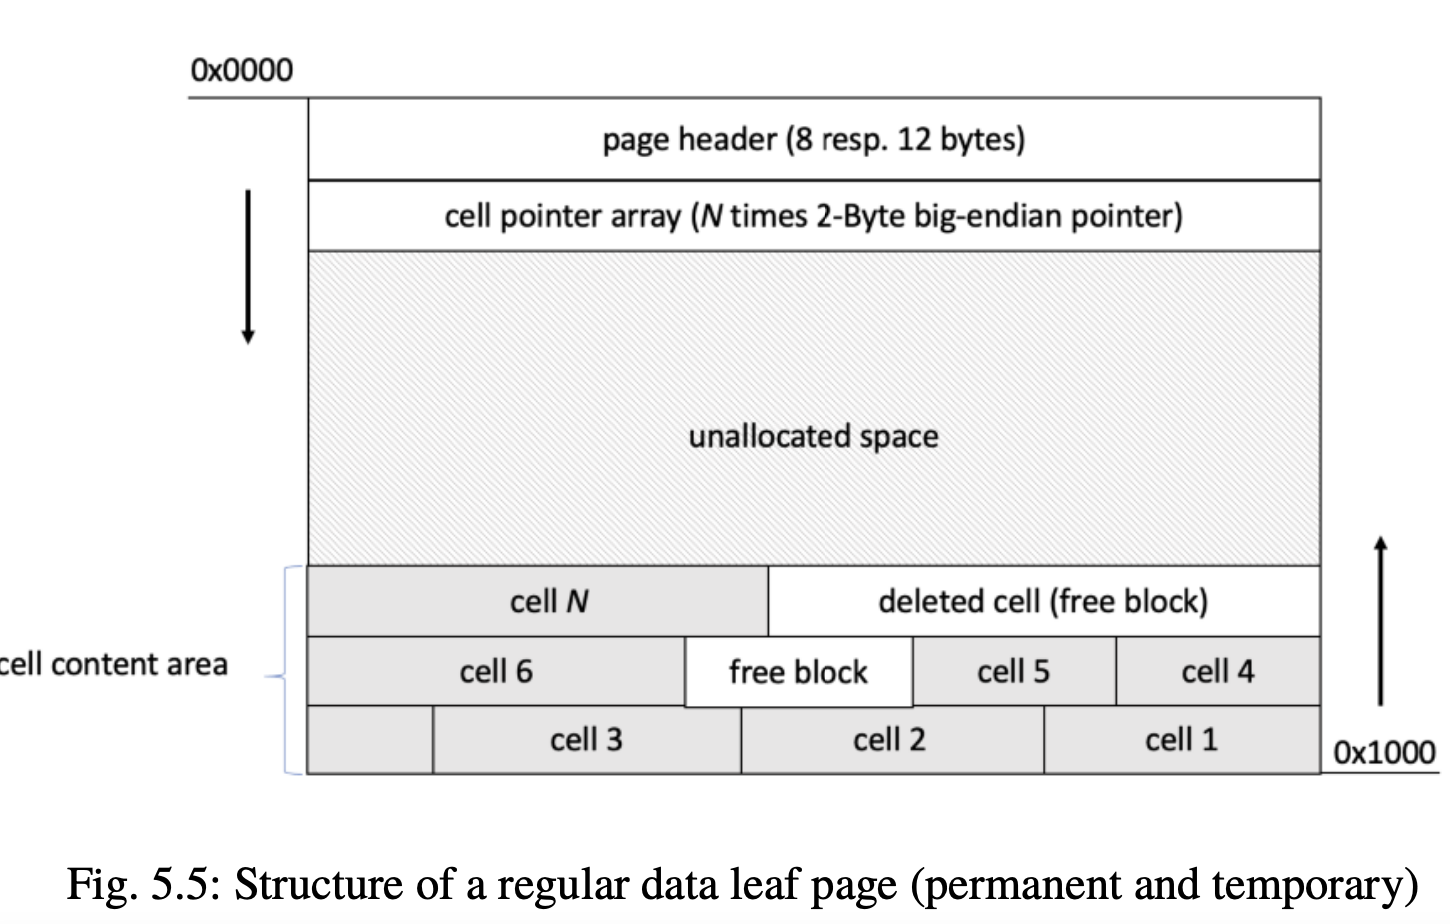 0x0000
page header (8 resp. 12 bytes)
cell pointer array (N times 2-Byte big-endian pointer)
unallocated space
cell N
deleted cell (free block)
cell content area
cell 6
free block
cell 5
cell 4
cell 3
cell 2
cell 1
0x1000
Fig. 5.5: Structure of a regular data leaf page (permanent and temporary)